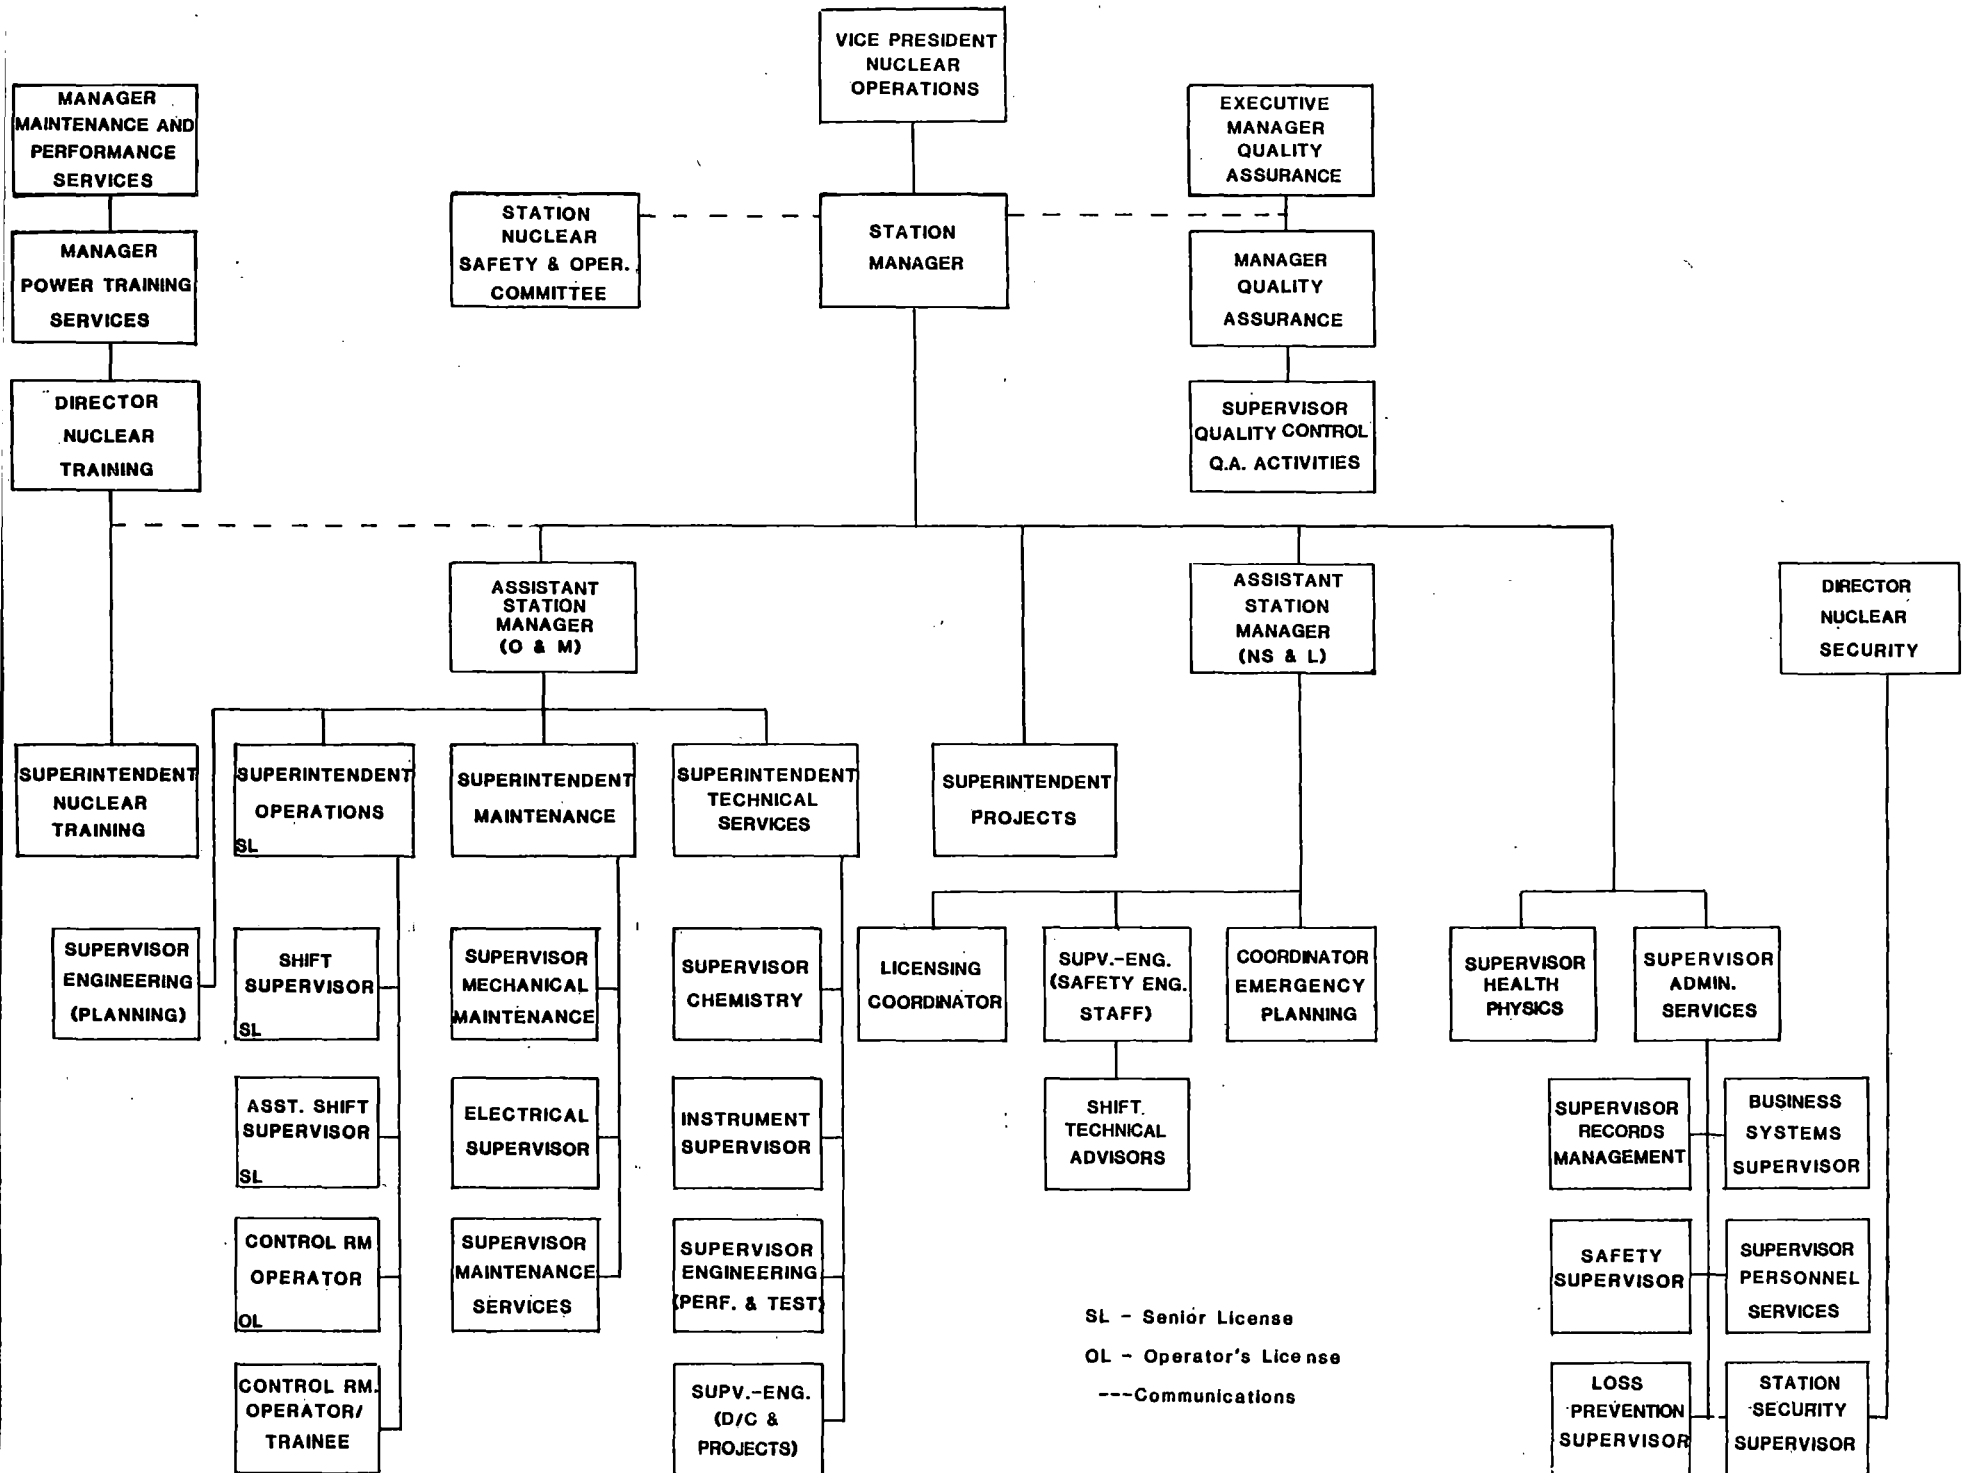 VICE PRESIDENT
NUCLEAR
OPERATIONS
MANAGER
MAINTENANCE AND
PERFORMANCE
SERVICES
EXECUTIVE
MANAGER
QUALITY
ASSURANCE
STATION
NUCLEAR
SAFETY & OPER.
COMMITTEE
STATION
MANAGER
MANAGER
POWER TRAINING
SERVICES
MANAGER
QUALITY
ASSURANCE
DIRECTOR
NUCLEAR
TRAINING
SUPERVISOR
QUALITY CONTROL
Q.A. ACTIVITIES
ASSISTANT
STATION
MANAGER
(O & M)
ASSISTANT
STATION
MANAGER
(NS & L)
DIRECTOR
NUCLEAR
SECURITY
SUPERINTENDENT
NUCLEAR
TRAINING
SUPERINTENDENT
OPERATIONS
SL
SUPERINTENDENT
MAINTENANCE
SUPERINTENDENT
TECHNICAL
SERVICES
SUPERINTENDENT
PROJECTS
SUPERVISOR
ENGINEERING
(PLANNING)
SHIFT
SUPERVISOR
SL
SUPERVISOR
MECHANICAL
MAINTENANCE
SUPERVISOR
CHEMISTRY
LICENSING
COORDINATOR
SUPV.-ENG.
(SAFETY ENG.
STAFF)
COORDINATOR
EMERGENCY
PLANNING
SUPERVISOR
HEALTH
PHYSICS
SUPERVISOR
ADMIN.
SERVICES
ASST. SHIFT
SUPERVISOR
SL
ELECTRICAL
SUPERVISOR
INSTRUMENT
SUPERVISOR
SHIFT
TECHNICAL
ADVISORS
SUPERVISOR
RECORDS
MANAGEMENT
BUSINESS
SYSTEMS
SUPERVISOR
CONTROL RM
OPERATOR
OL
SUPERVISOR
MAINTENANCE
SERVICES
SUPERVISOR
ENGINEERING
(PERF. & TEST)
SAFETY
SUPERVISOR
SUPERVISOR
PERSONNEL
SERVICES
CONTROL RM.
OPERATOR/
TRAINEE
SUPV.-ENG.
(D/C &
PROJECTS)
LOSS
PREVENTION
SUPERVISOR
STATION
SECURITY
SUPERVISOR
SL - Senior License
OL - Operator's License
---Communications